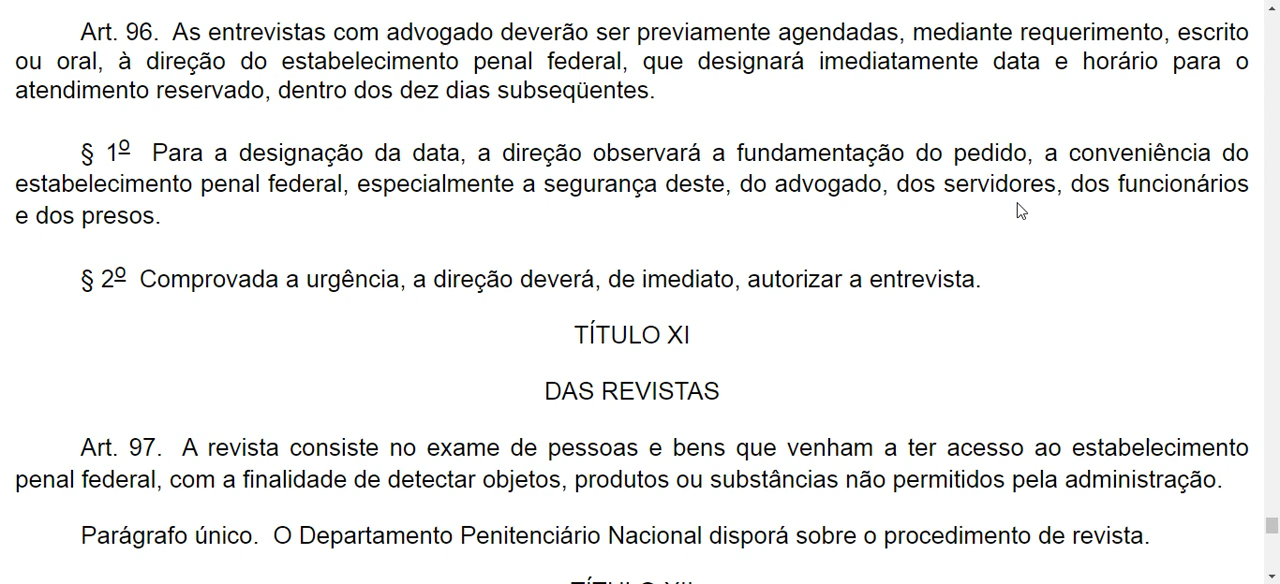 Art. 96. As entrevistas com advogado deverão ser previamente agendadas, mediante requerimento, escrito
ou oral, à direção do estabelecimento penal federal, que designará imediatamente data e horário para o
atendimento reservado, dentro dos dez dias subseqüentes.
§ 1º Para a designação da data, a direção observará a fundamentação do pedido, a conveniência do
estabelecimento penal federal, especialmente a segurança deste, do advogado, dos servidores, dos funcionários
e dos presos.
§ 2º Comprovada a urgência, a direção deverá, de imediato, autorizar a entrevista.
TÍTULO XI
DAS REVISTAS
Art. 97. A revista consiste no exame de pessoas e bens que venham a ter acesso ao estabelecimento
penal federal, com a finalidade de detectar objetos, produtos ou substâncias não permitidos pela administração.
Parágrafo único. O Departamento Penitenciário Nacional disporá sobre o procedimento de revista.